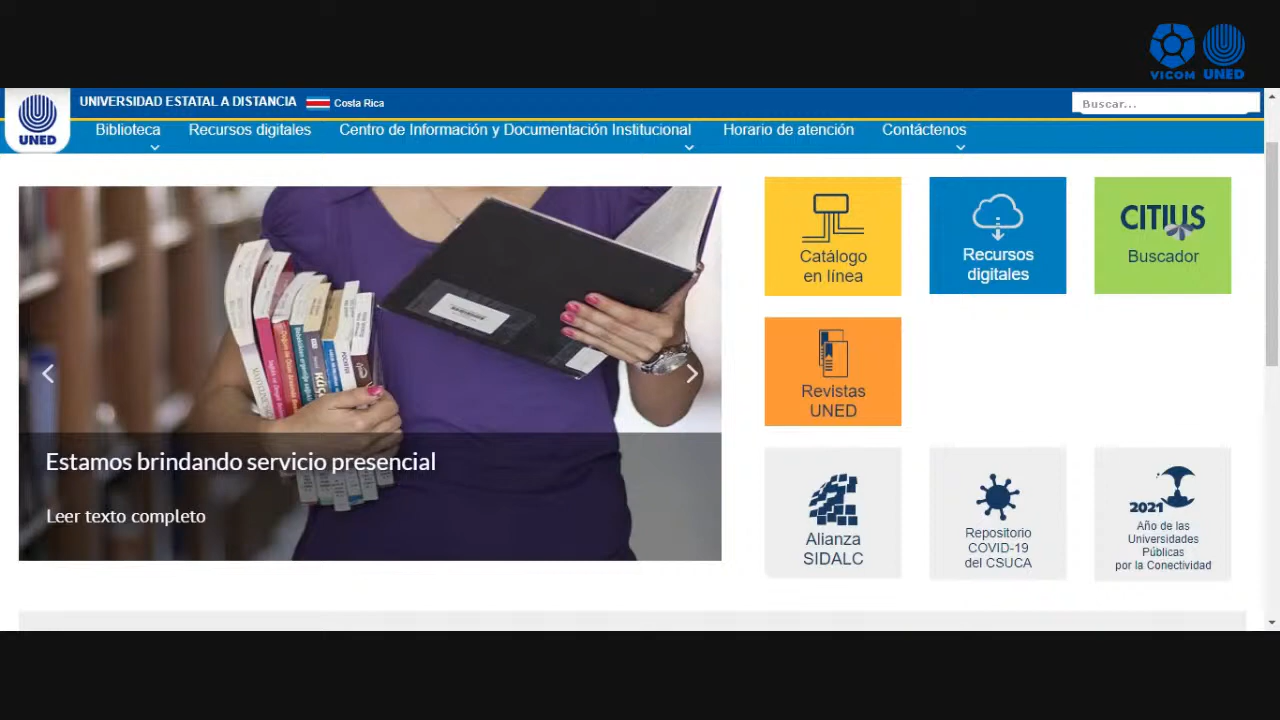 VICOM UNED
UNIVERSIDAD ESTATAL A DISTANCIA Costa Rica
Buscar...
UNED
Biblioteca Recursos digitales Centro de Información y Documentación Institucional Horario de atención Contáctenos
Estamos brindando servicio presencial
Leer texto completo
Catálogo
en línea
Recursos
digitales
CITIUS
Buscador
Revistas
UNED
Alianza
SIDALC
Repositorio
COVID-19
del CSUCA
2021
Año de las
Universidades
Públicas
por la Conectividad